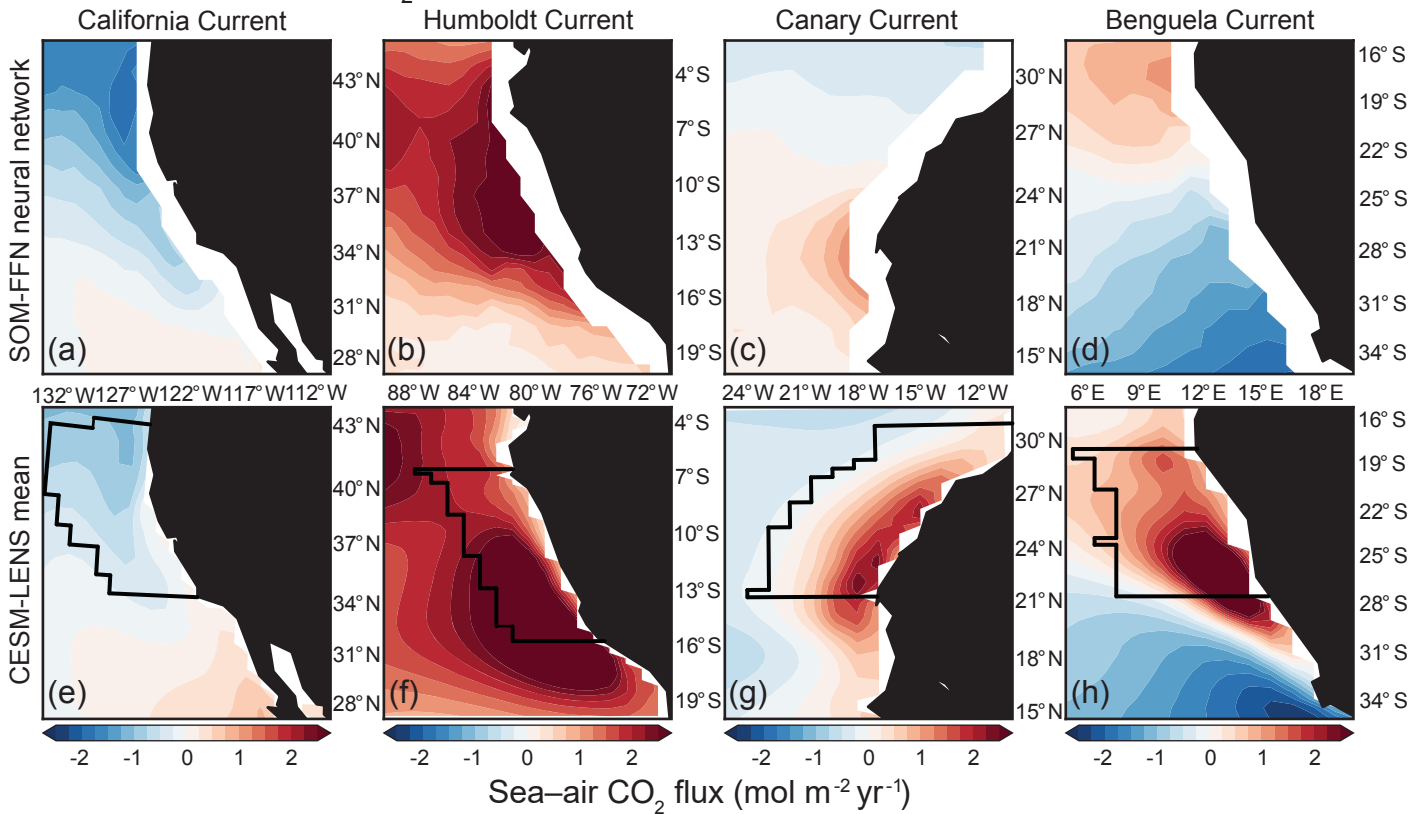 2
California Current Humboldt Current Canary Current Benguela Current
SOM-FFN neural network
(a)
43°N
40°N
37°N
34°N
31°N
28°N
132°W 127°W 122°W 117°W 112°W
(b)
4°S
7°S
10°S
13°S
16°S
19°S
88°W 84°W 80°W 76°W 72°W
(c)
30°N
27°N
24°N
21°N
18°N
15°N
24°W 21°W 18°W 15°W 12°W
(d)
16°S
19°S
22°S
25°S
28°S
31°S
34°S
6°E 9°E 12°E 15°E 18°E
CESM-LENS mean
(e)
43°N
40°N
37°N
34°N
31°N
28°N
(f)
4°S
7°S
10°S
13°S
16°S
19°S
(g)
30°N
27°N
24°N
21°N
18°N
15°N
(h)
16°S
19°S
22°S
25°S
28°S
31°S
34°S
-2 -1 0 1 2
-2 -1 0 1 2
-2 -1 0 1 2
-2 -1 0 1 2
Sea–air CO₂ flux (mol m⁻² yr⁻¹)